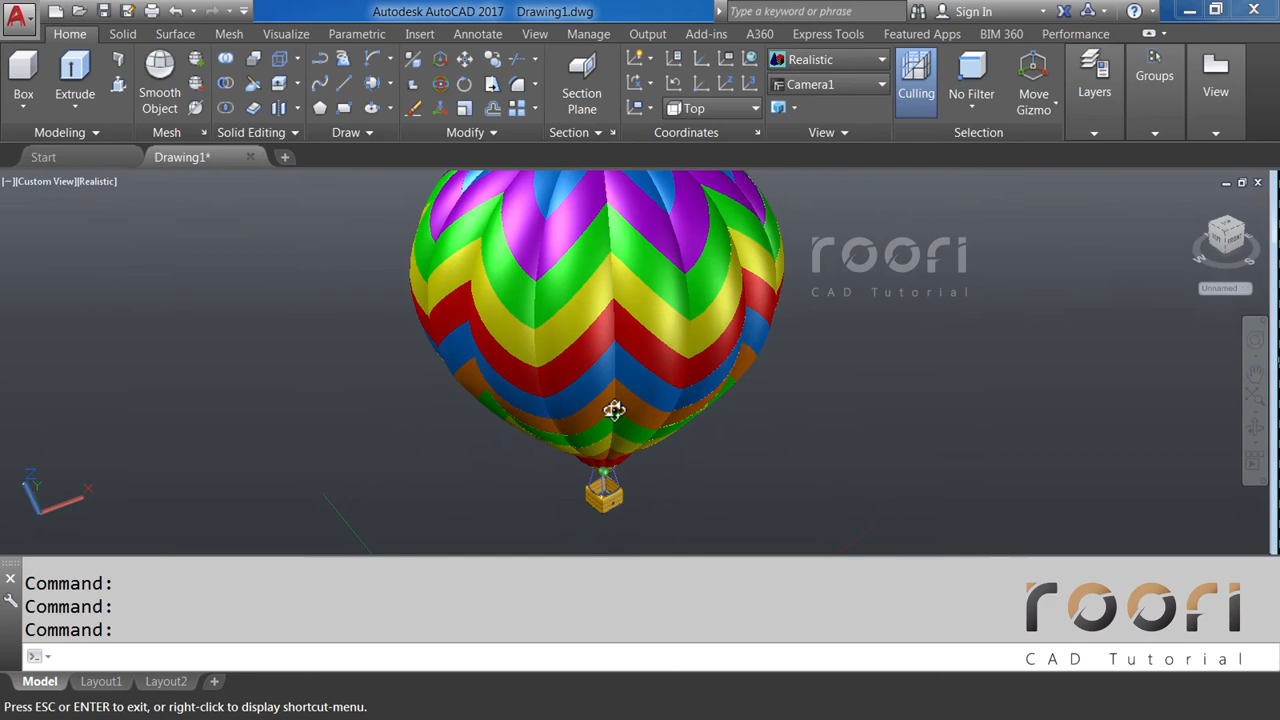 Autodesk AutoCAD 2017 Drawing1.dwg
Type a keyword or phrase
Sign In
Home Solid Surface Mesh Visualize Parametric Insert Annotate View Manage Output Add-ins A360 Express Tools Featured Apps BIM 360 Performance
Box
Extrude
Smooth
Object
Section
Plane
Realistic
Camera1
Top
Culling
No Filter
Move
Gizmo
Layers
Groups
View
Modeling Mesh Solid Editing Draw Modify Section Coordinates View Selection
Start Drawing1*
[−][Custom View][Realistic]
roofi
CAD Tutorial
N
S
Unnamed
Z
Y
X
Command:
Command:
Command:
roofi
CAD Tutorial
Model Layout1 Layout2
Press ESC or ENTER to exit, or right-click to display shortcut-menu.